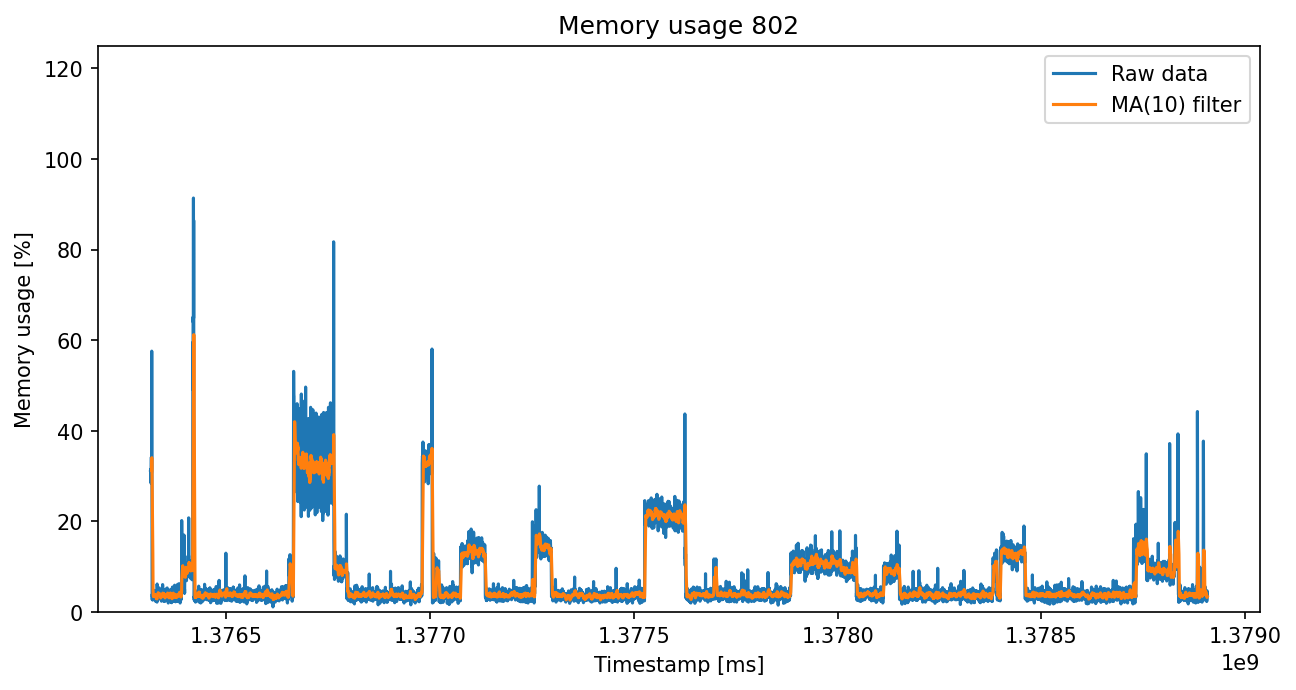 Memory usage 802
Raw data
MA(10) filter
Memory usage [%]
120
100
80
60
40
20
0
1.3765 1.3770 1.3775 1.3780 1.3785 1.3790
1e9
Timestamp [ms]